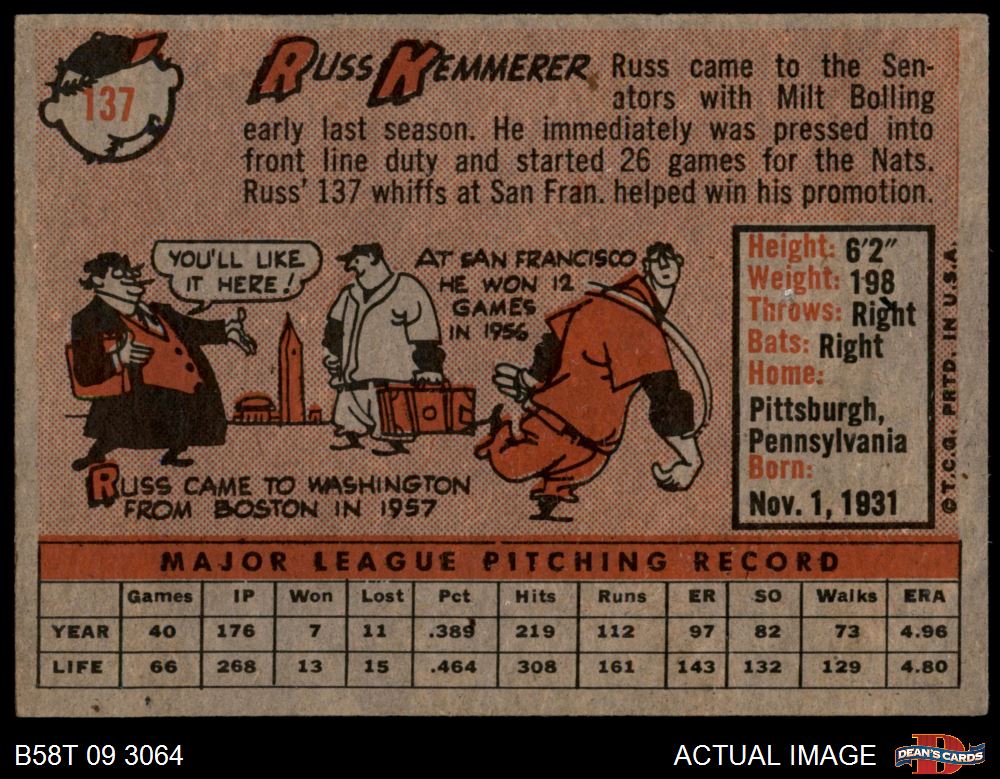 137
RUSS KEMMERER
Russ came to the Sen-
ators with Milt Bolling
early last season. He immediately was pressed into
front line duty and started 26 games for the Nats.
Russ' 137 whiffs at San Fran. helped win his promotion.
YOU'LL LIKE
IT HERE!
AT SAN FRANCISCO
HE WON 12
GAMES
IN 1956
RUSS CAME TO WASHINGTON
FROM BOSTON IN 1957
Height: 6'2"
Weight: 198
Throws: Right
Bats: Right
Home:
Pittsburgh,
Pennsylvania
Born:
Nov. 1, 1931
©T.C.G. PRTD. IN U.S.A.
MAJOR LEAGUE PITCHING RECORD
Games IP Won Lost Pct Hits Runs ER SO Walks ERA
YEAR 40 176 7 11 .389 219 112 97 82 73 4.96
LIFE 66 268 13 15 .464 308 161 143 132 129 4.80
B58T 09 3064
ACTUAL IMAGE
D
DEAN'S CARDS